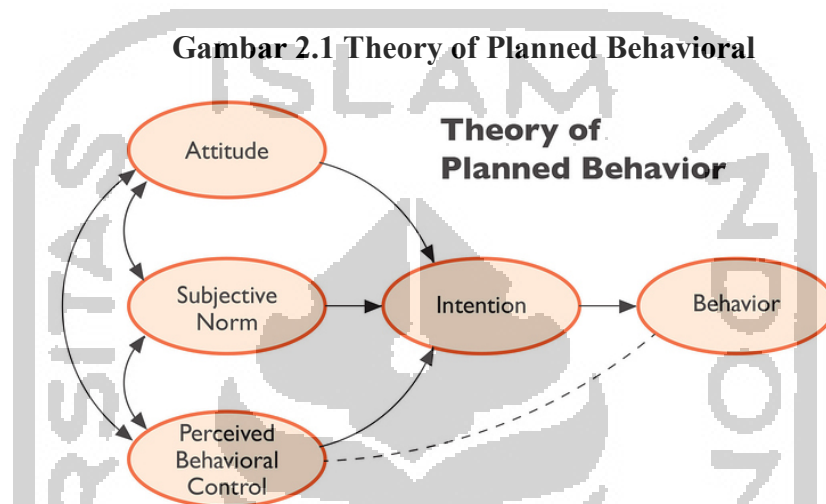 Gambar 2.1 Theory of Planned Behavioral
ISLAM
Theory of
Planned Behavior
Attitude
Subjective
Norm
Intention
Behavior
Perceived
Behavioral
Control